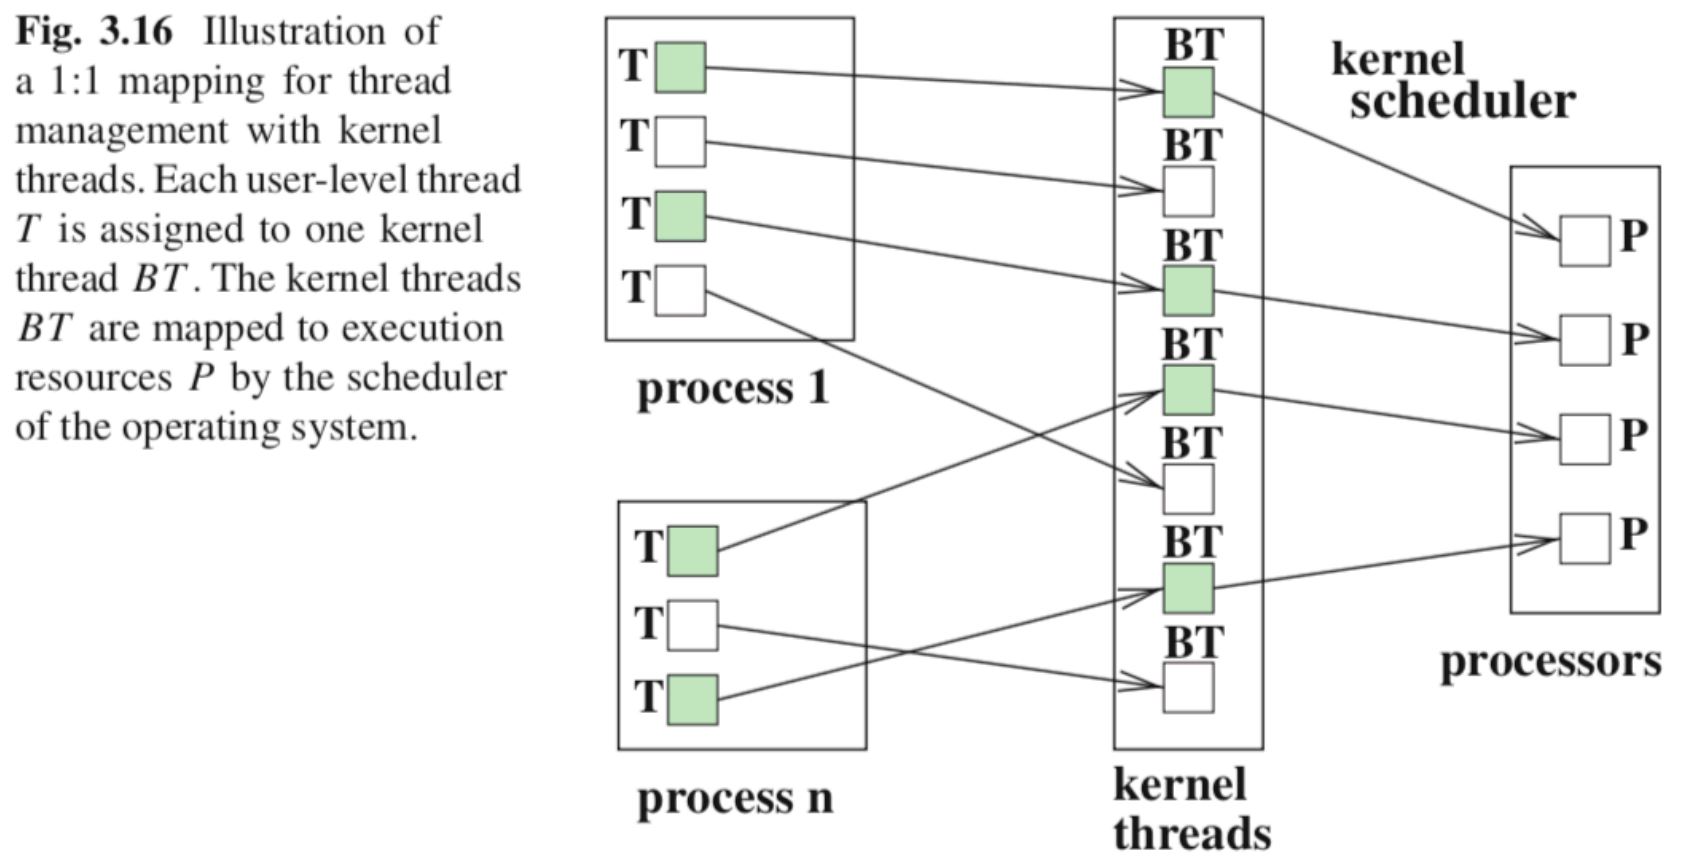 Fig. 3.16 Illustration of
a 1:1 mapping for thread
management with kernel
threads. Each user-level thread
T is assigned to one kernel
thread BT. The kernel threads
BT are mapped to execution
resources P by the scheduler
of the operating system.
T
T
T
T
process 1
T
T
T
process n
BT
BT
BT
BT
BT
BT
BT
kernel
threads
kernel
scheduler
P
P
P
P
processors